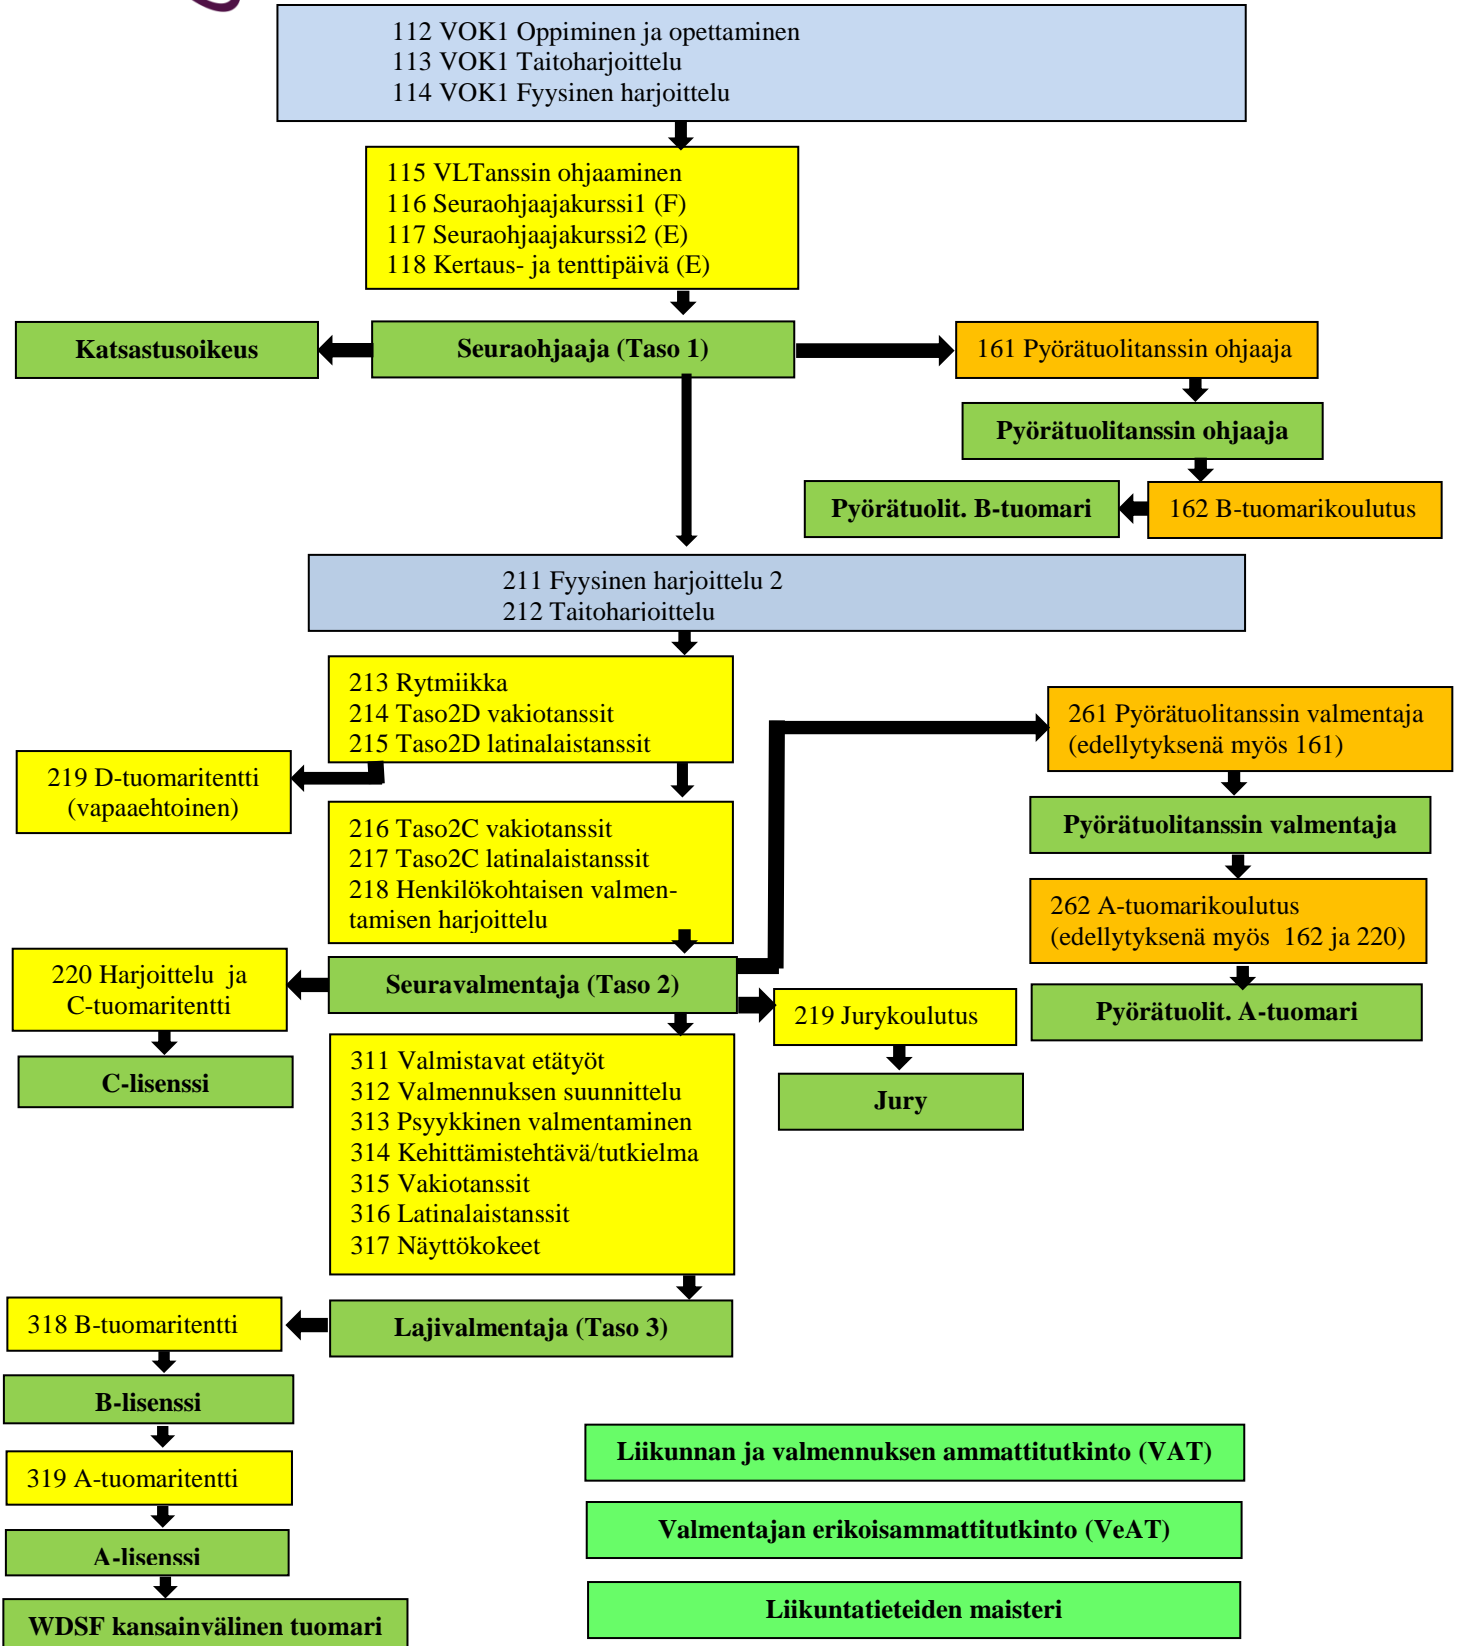 112 VOK1 Oppiminen ja opettaminen
113 VOK1 Taitoharjoittelu
114 VOK1 Fyysinen harjoittelu
115 VLTanssin ohjaaminen
116 Seuraohjaajakurssi1 (F)
117 Seuraohjaajakurssi2 (E)
118 Kertaus- ja tenttipäivä (E)
Katsastusoikeus
Seuraohjaaja (Taso 1)
161 Pyörätuolitanssin ohjaaja
Pyörätuolitanssin ohjaaja
Pyörätuolit. B-tuomari
162 B-tuomarikoulutus
211 Fyysinen harjoittelu 2
212 Taitoharjoittelu
213 Rytmiikka
214 Taso2D vakiotanssit
215 Taso2D latinalaistanssit
219 D-tuomaritentti
(vapaaehtoinen)
261 Pyörätuolitanssin valmentaja
(edellytyksenä myös 161)
Pyörätuolitanssin valmentaja
216 Taso2C vakiotanssit
217 Taso2C latinalaistanssit
218 Henkilökohtaisen valmen-
tamisen harjoittelu
262 A-tuomarikoulutus
(edellytyksenä myös 162 ja 220)
220 Harjoittelu ja
C-tuomaritentti
Seuravalmentaja (Taso 2)
219 Jurykoulutus
Pyörätuolit. A-tuomari
C-lisenssi
Jury
311 Valmistavat etätyöt
312 Valmennuksen suunnittelu
313 Psyykkinen valmentaminen
314 Kehittämistehtävä/tutkielma
315 Vakiotanssit
316 Latinalaistanssit
317 Näyttökokeet
318 B-tuomaritentti
Lajivalmentaja (Taso 3)
B-lisenssi
319 A-tuomaritentti
A-lisenssi
WDSF kansainvälinen tuomari
Liikunnan ja valmennuksen ammattitutkinto (VAT)
Valmentajan erikoisammattitutkinto (VeAT)
Liikuntatieteiden maisteri